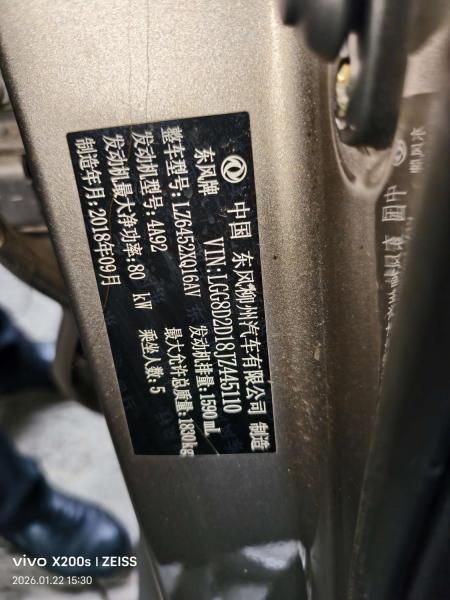 中国 东风柳州汽车有限公司 制造
东风牌 VIN:LGG8D2D18JZ445110
整车型号:LZ6452XQ16AV 发动机排量:1590ml
发动机型号:4A92 最大允许总质量:1830kg
发动机最大净功率:80 kW 乘坐人数:5
制造年月:2018年09月
vivo X200s | ZEISS
2026.01.22 15:30